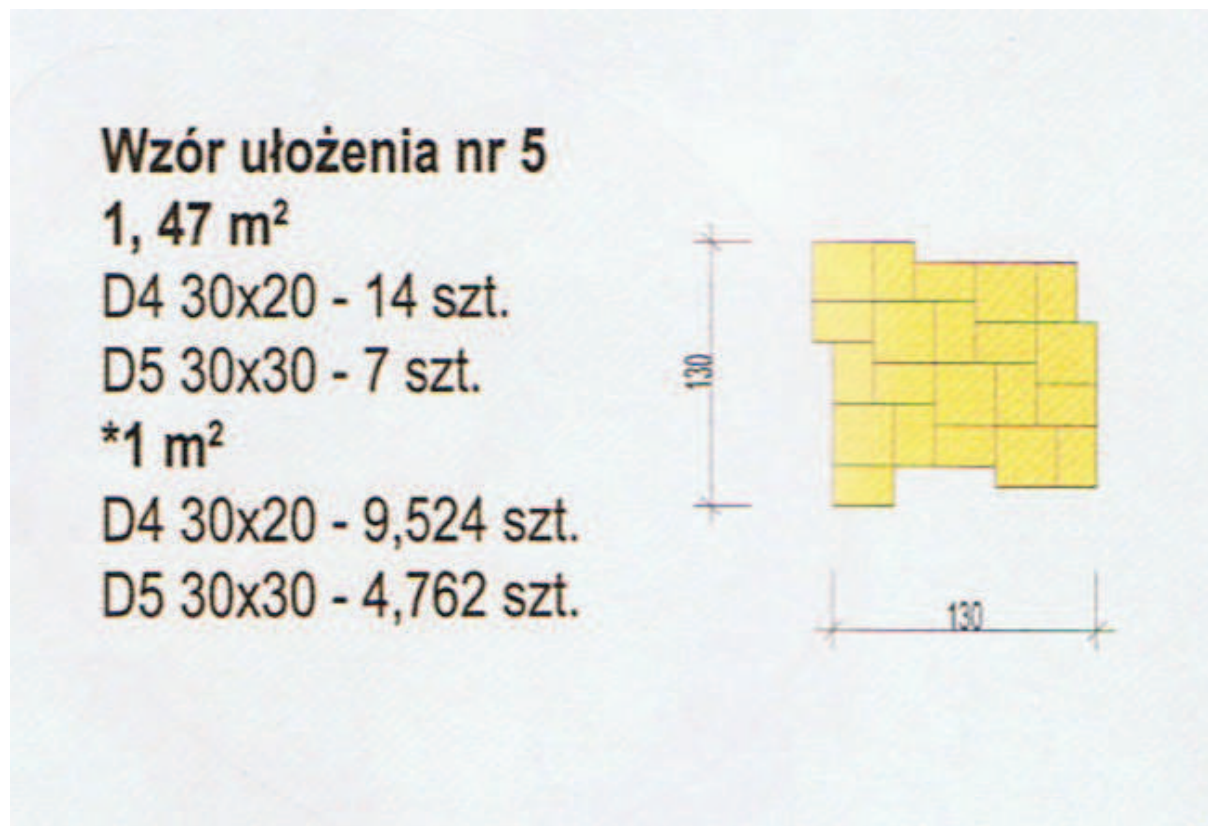 Wzór ułożenia nr 5
1, 47 m²
D4 30x20 - 14 szt.
D5 30x30 - 7 szt.
*1 m²
D4 30x20 - 9,524 szt.
D5 30x30 - 4,762 szt.
130
130